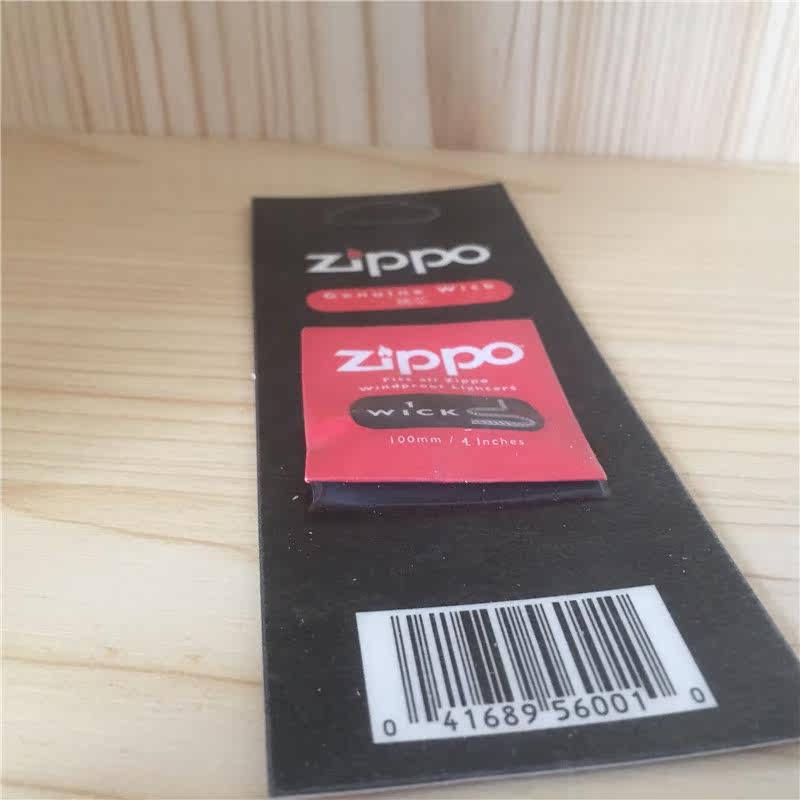 zippo
Genuine Wick
zippo
Fits all Zippo
Windproof Lighters
1
WICK
100mm / 4 Inches
0 41689 56001 0